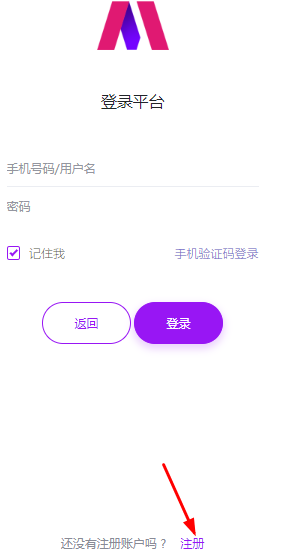 登录平台
手机号码/用户名
密码
记住我 手机验证码登录
返回 登录
还没有注册账户吗？ 注册